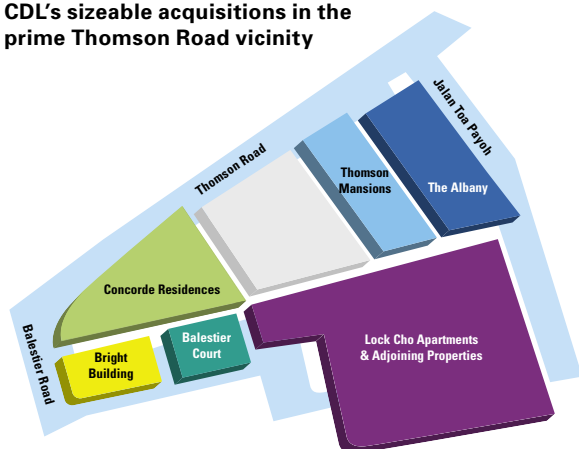 CDL's sizeable acquisitions in the
prime Thomson Road vicinity
Jalan Toa Payoh
Thomson Road
Thomson
Mansions
The Albany
Concorde Residences
Balestier Road
Balestier
Court
Bright
Building
Lock Cho Apartments
& Adjoining Properties